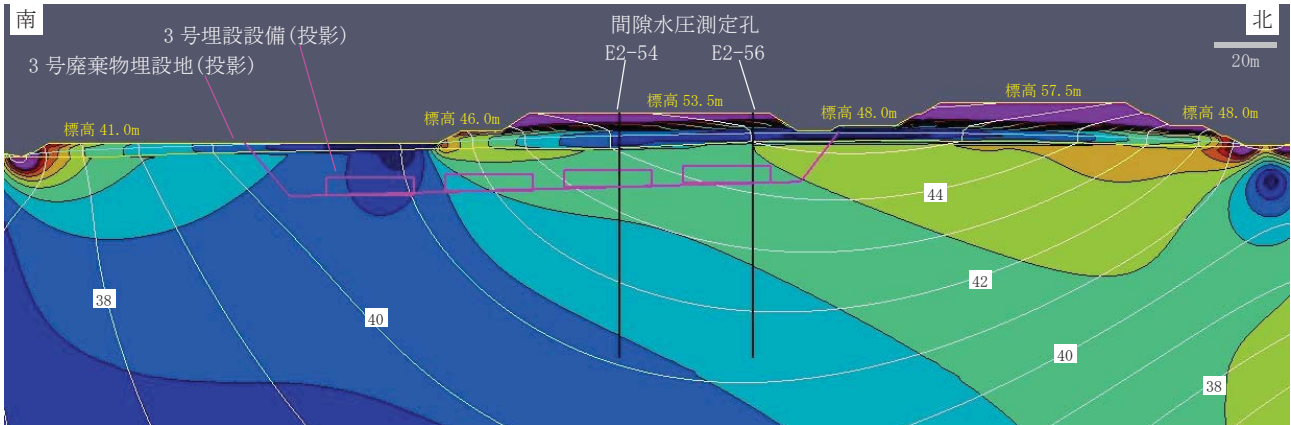 南
北
3号埋設設備(投影)
3号廃棄物埋設地(投影)
間隙水圧測定孔
E2-54
E2-56
20m
標高 41.0m
標高 46.0m
標高 53.5m
標高 48.0m
標高 57.5m
標高 48.0m
44
42
40
38
38
40